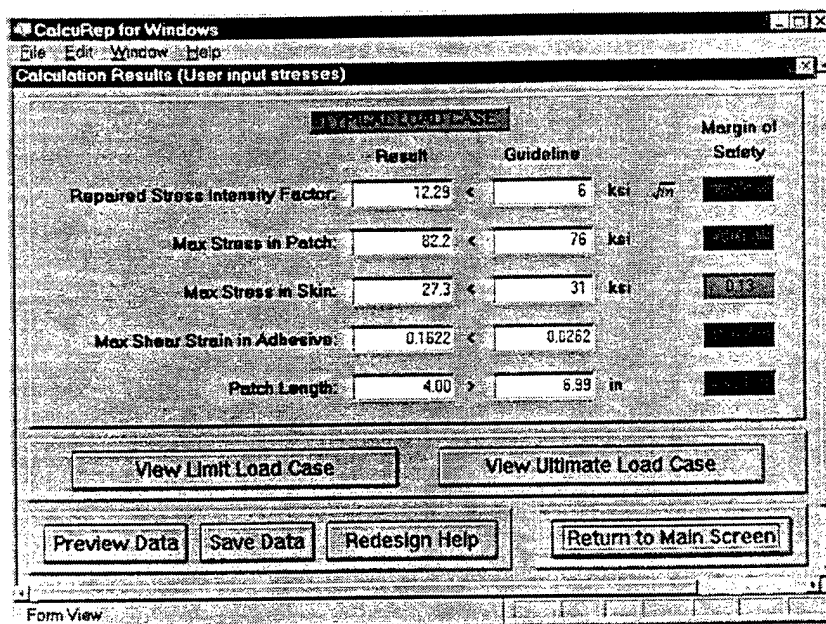 CalcuRep for Windows
File Edit Window Help
Calculation Results (User input stresses)
TYPICAL LOAD CASE
Margin of
Result Guideline Safety
Repaired Stress Intensity Factor: 12.29 < 6 ksi √in
Max Stress in Patch: 82.2 < 76 ksi
Max Stress in Skin: 27.3 < 31 ksi 0.13
Max Shear Strain in Adhesive: 0.1622 < 0.0262
Patch Length: 4.00 > 6.99 in
View Limit Load Case View Ultimate Load Case
Preview Data Save Data Redesign Help Return to Main Screen
Form View